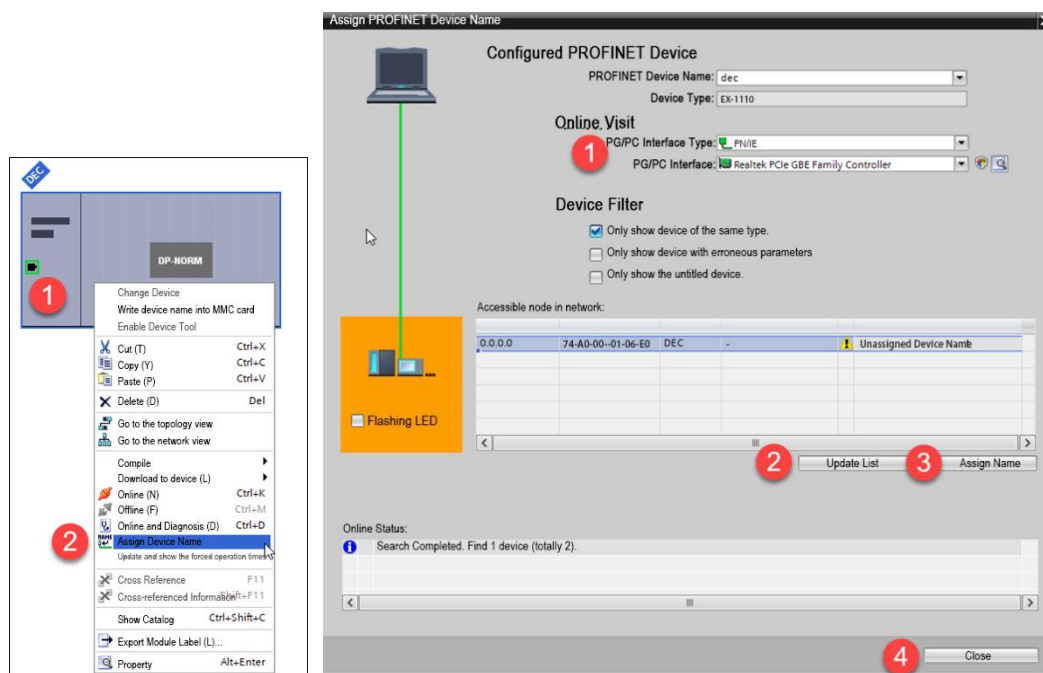 DEC
DP-NORM
1
Change Device
Write device name into MMC card
Enable Device Tool
Cut (T) Ctrl+X
Copy (Y) Ctrl+C
Paste (P) Ctrl+V
Delete (D) Del
Go to the topology view
Go to the network view
Compile
Download to device (L)
Online (N) Ctrl+K
Offline (F) Ctrl+M
Online and Diagnosis (D) Ctrl+D
2 Assign Device Name
Update and show the forced operation times
Cross Reference F11
Cross-referenced Information Shift+F11
Show Catalog Ctrl+Shift+C
Export Module Label (L)...
Property Alt+Enter
Assign PROFINET Device Name
Configured PROFINET Device
PROFINET Device Name: dec
Device Type: EX-1110
Online Visit
1
PG/PC Interface Type: PN/IE
PG/PC Interface: Realtek PCIe GBE Family Controller
Device Filter
Only show device of the same type.
Only show device with erroneous parameters
Only show the untitled device.
Accessible node in network:
0.0.0.0 74-A0-00--01-06-E0 DEC - Unassigned Device Name
Flashing LED
2 Update List 3 Assign Name
Online Status:
Search Completed. Find 1 device (totally 2).
4 Close